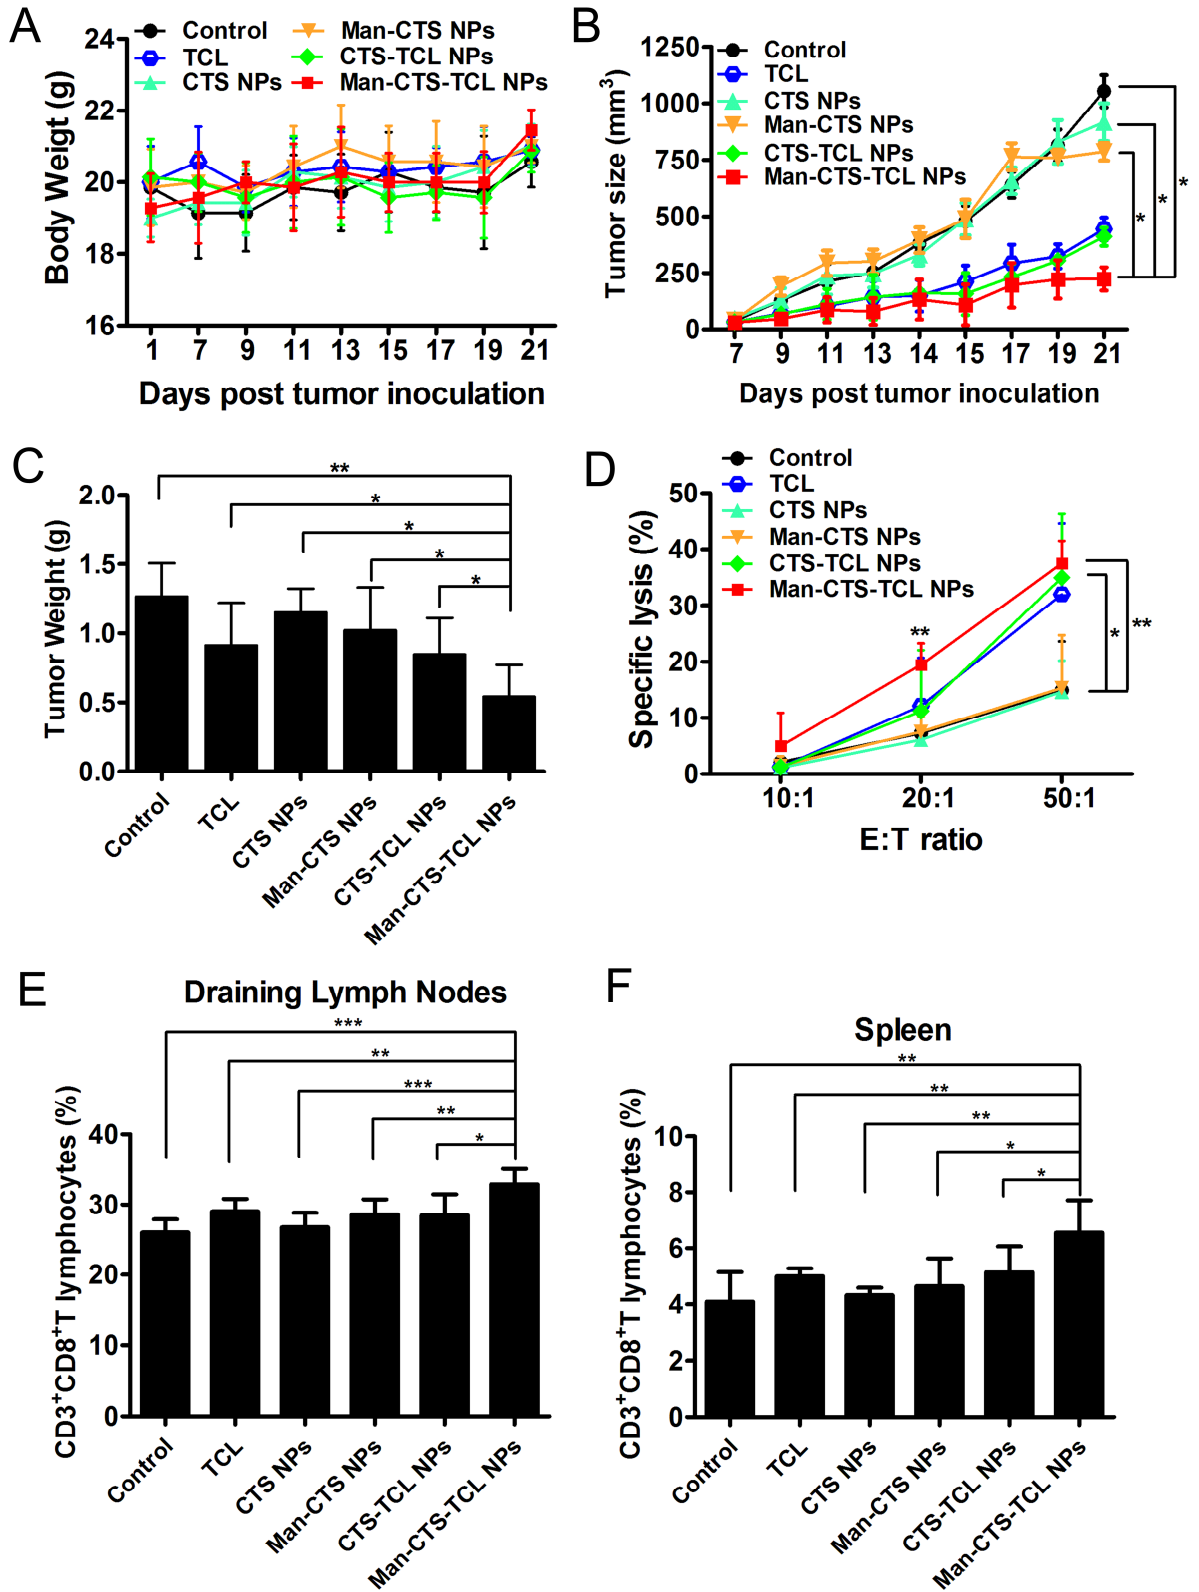 A
Control
TCL
CTS NPs
Man-CTS NPs
CTS-TCL NPs
Man-CTS-TCL NPs
Body Weigt (g)
24
22
20
18
16
1 7 9 11 13 15 17 19 21
Days post tumor inoculation
B
Control
TCL
CTS NPs
Man-CTS NPs
CTS-TCL NPs
Man-CTS-TCL NPs
Tumor size (mm³)
1250
1000
750
500
250
0
* * *
7 9 11 13 14 15 17 19 21
Days post tumor inoculation
C
**
*
*
*
*
Tumor Weight (g)
2.0
1.5
1.0
0.5
0.0
Control
TCL
CTS NPs
Man-CTS NPs
CTS-TCL NPs
Man-CTS-TCL NPs
D
Control
TCL
CTS NPs
Man-CTS NPs
CTS-TCL NPs
Man-CTS-TCL NPs
Specific lysis (%)
50
40
30
20
10
0
**
* **
10:1 20:1 50:1
E:T ratio
E
Draining Lymph Nodes
***
**
***
**
*
CD3⁺CD8⁺T lymphocytes (%)
40
30
20
10
0
Control
TCL
CTS NPs
Man-CTS NPs
CTS-TCL NPs
Man-CTS-TCL NPs
F
Spleen
**
**
**
*
*
CD3⁺CD8⁺T lymphocytes (%)
10
8
6
4
2
0
Control
TCL
CTS NPs
Man-CTS NPs
CTS-TCL NPs
Man-CTS-TCL NPs